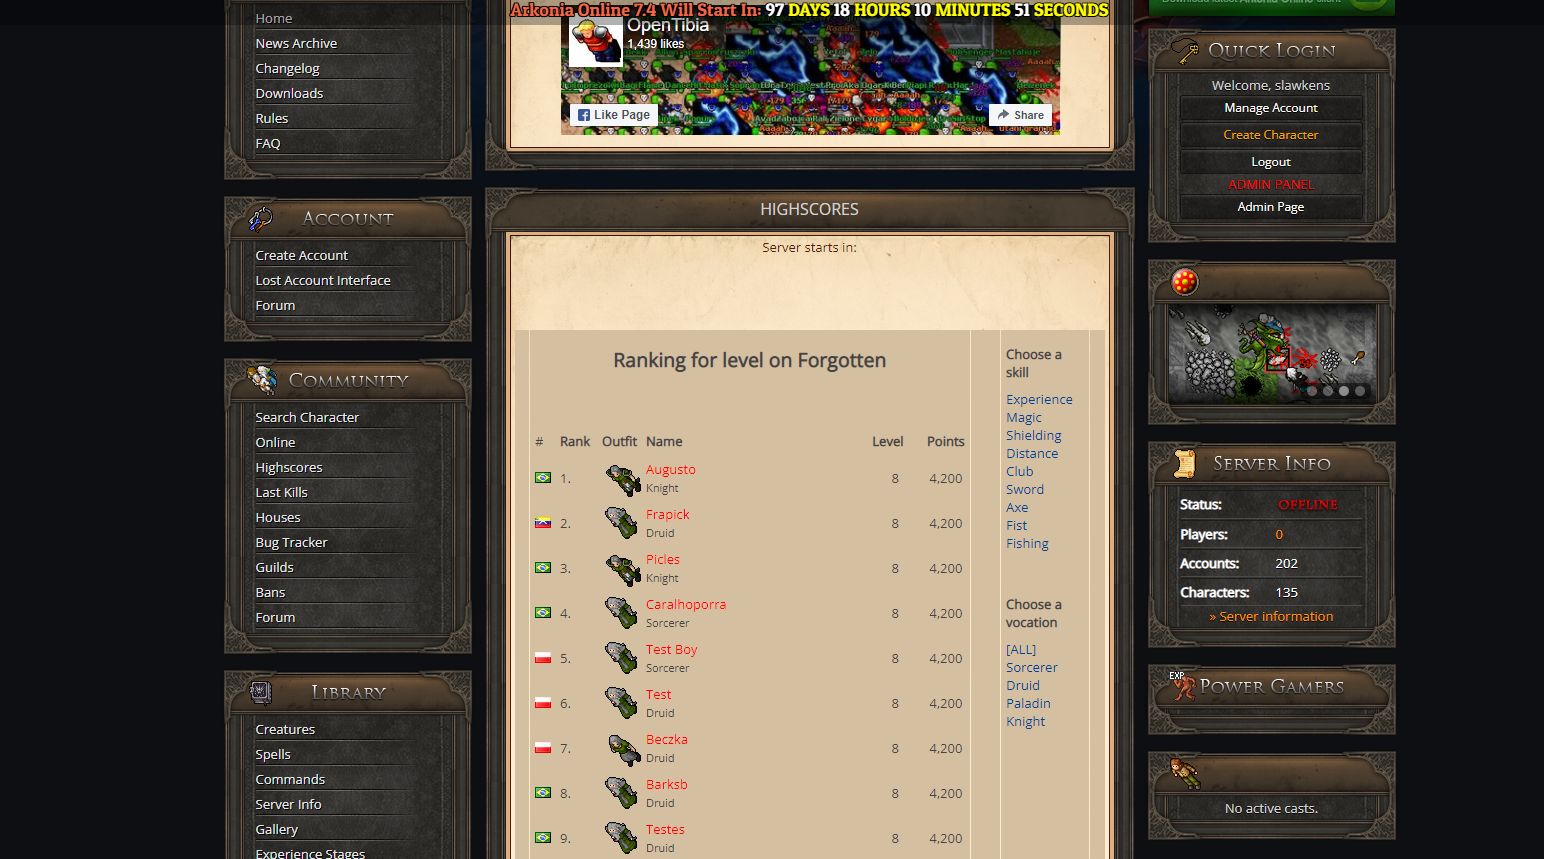 Home
News Archive
Changelog
Downloads
Rules
FAQ
Account
Create Account
Lost Account Interface
Forum
Community
Search Character
Online
Highscores
Last Kills
Houses
Bug Tracker
Guilds
Bans
Forum
Library
Creatures
Spells
Commands
Server Info
Gallery
Experience Stages
Arkonia Online 7.4 Will Start In: 97 DAYS 18 HOURS 10 MINUTES 51 SECONDS
OpenTibia
1,439 likes
Like Page
Share
HIGHSCORES
Server starts in:
Ranking for level on Forgotten
# Rank Outfit Name Level Points
1. Augusto 8 4,200
Knight
2. Frapick 8 4,200
Druid
3. Picles 8 4,200
Knight
4. Caralhoporra 8 4,200
Sorcerer
5. Test Boy 8 4,200
Sorcerer
6. Test 8 4,200
Druid
7. Beczka 8 4,200
Druid
8. Barksb 8 4,200
Druid
9. Testes 8 4,200
Druid
Choose a
skill
Experience
Magic
Shielding
Distance
Club
Sword
Axe
Fist
Fishing
Choose a
vocation
[ALL]
Sorcerer
Druid
Paladin
Knight
Download latest Arkonia Online client
Quick Login
Welcome, slawkens
Manage Account
Create Character
Logout
ADMIN PANEL
Admin Page
Server Info
Status: OFFLINE
Players: 0
Accounts: 202
Characters: 135
» Server information
EXP
Power Gamers
No active casts.